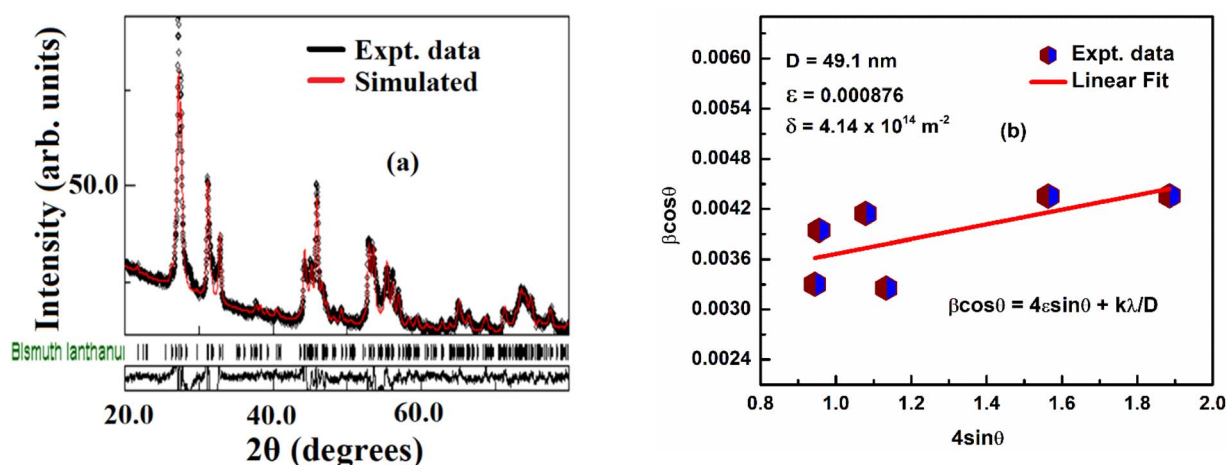 Intensity (arb. units)
50.0
Expt. data
Simulated
(a)
Bismuth lanthanu
20.0
40.0
60.0
2θ (degrees)
βcosθ
0.0060
0.0054
0.0048
0.0042
0.0036
0.0030
0.0024
D = 49.1 nm
ε = 0.000876
δ = 4.14 x 10¹⁴ m⁻²
Expt. data
Linear Fit
(b)
βcosθ = 4εsinθ + kλ/D
0.8 1.0 1.2 1.4 1.6 1.8 2.0
4sinθ